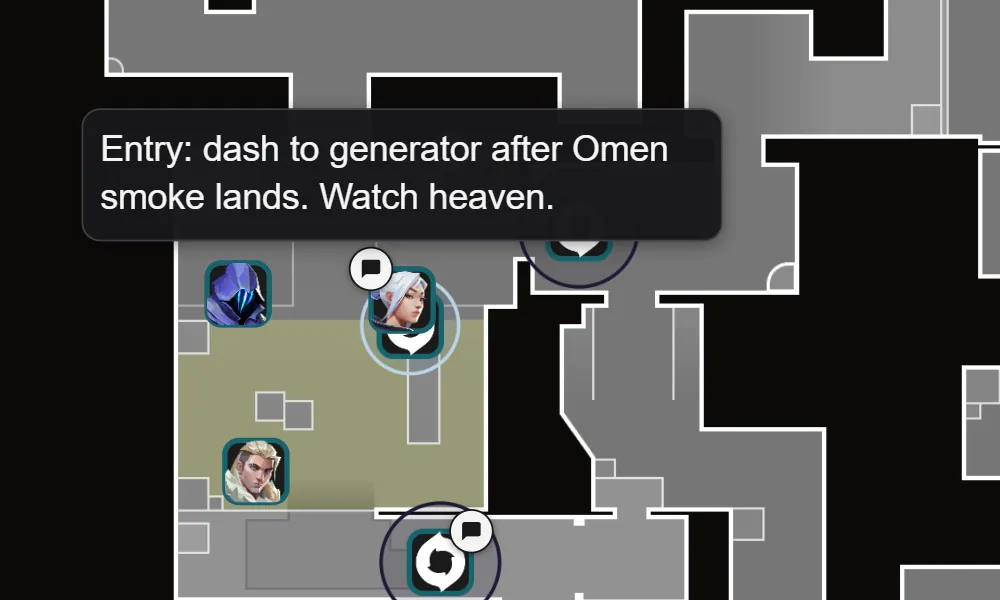 Entry: dash to generator after Omen
smoke lands. Watch heaven.